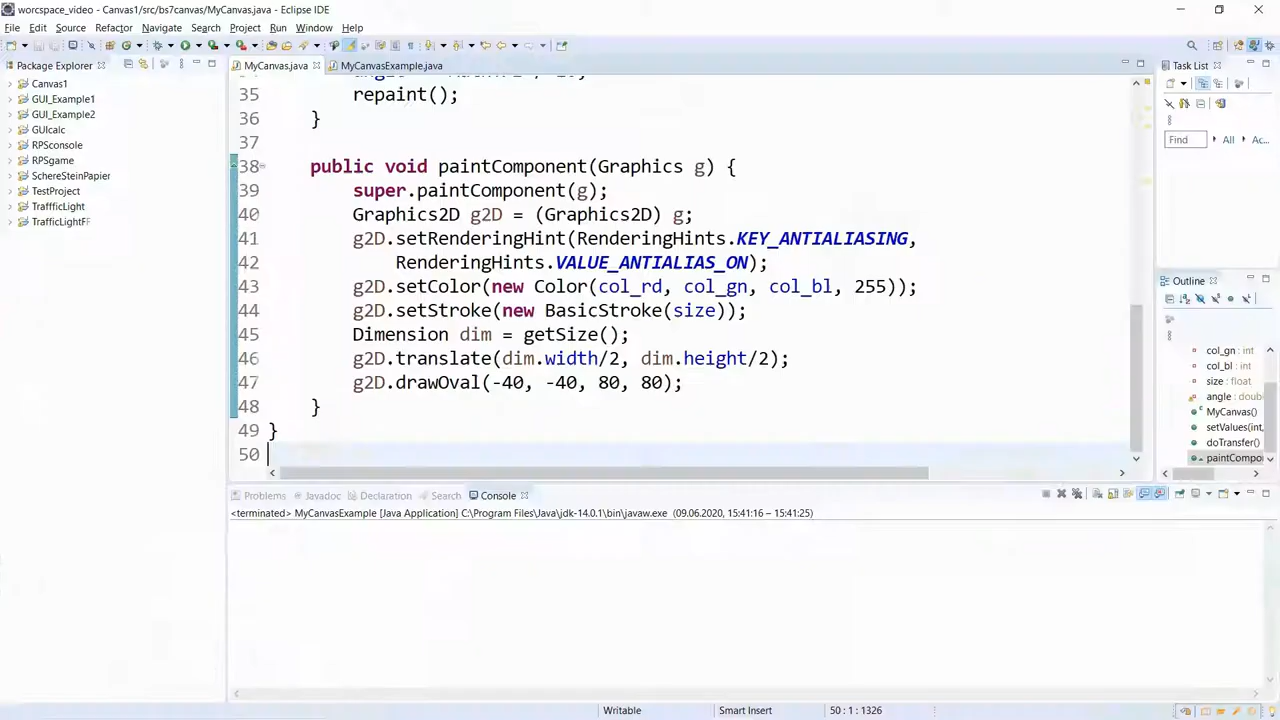 worcspace_video - Canvas1/src/bs7canvas/MyCanvas.java - Eclipse IDE
File Edit Source Refactor Navigate Search Project Run Window Help
Package Explorer
Canvas1
GUI_Example1
GUI_Example2
GUIcalc
RPSconsole
RPSgame
SchereSteinPapier
TestProject
TraffficLight
TrafficLightFF
MyCanvas.java
MyCanvasExample.java
35 repaint();
36 }
37
38 public void paintComponent(Graphics g) {
39 super.paintComponent(g);
40 Graphics2D g2D = (Graphics2D) g;
41 g2D.setRenderingHint(RenderingHints.KEY_ANTIALIASING,
42 RenderingHints.VALUE_ANTIALIAS_ON);
43 g2D.setColor(new Color(col_rd, col_gn, col_bl, 255));
44 g2D.setStroke(new BasicStroke(size));
45 Dimension dim = getSize();
46 g2D.translate(dim.width/2, dim.height/2);
47 g2D.drawOval(-40, -40, 80, 80);
48 }
49 }
50
Task List
Find All Ac...
Outline
col_gn : int
col_bl : int
size : float
angle : doub
MyCanvas()
setValues(int,
doTransfer()
paintCompo
Problems Javadoc Declaration Search Console
<terminated> MyCanvasExample [Java Application] C:\Program Files\Java\jdk-14.0.1\bin\javaw.exe (09.06.2020, 15:41:16 – 15:41:25)
Writable Smart Insert 50 : 1 : 1326